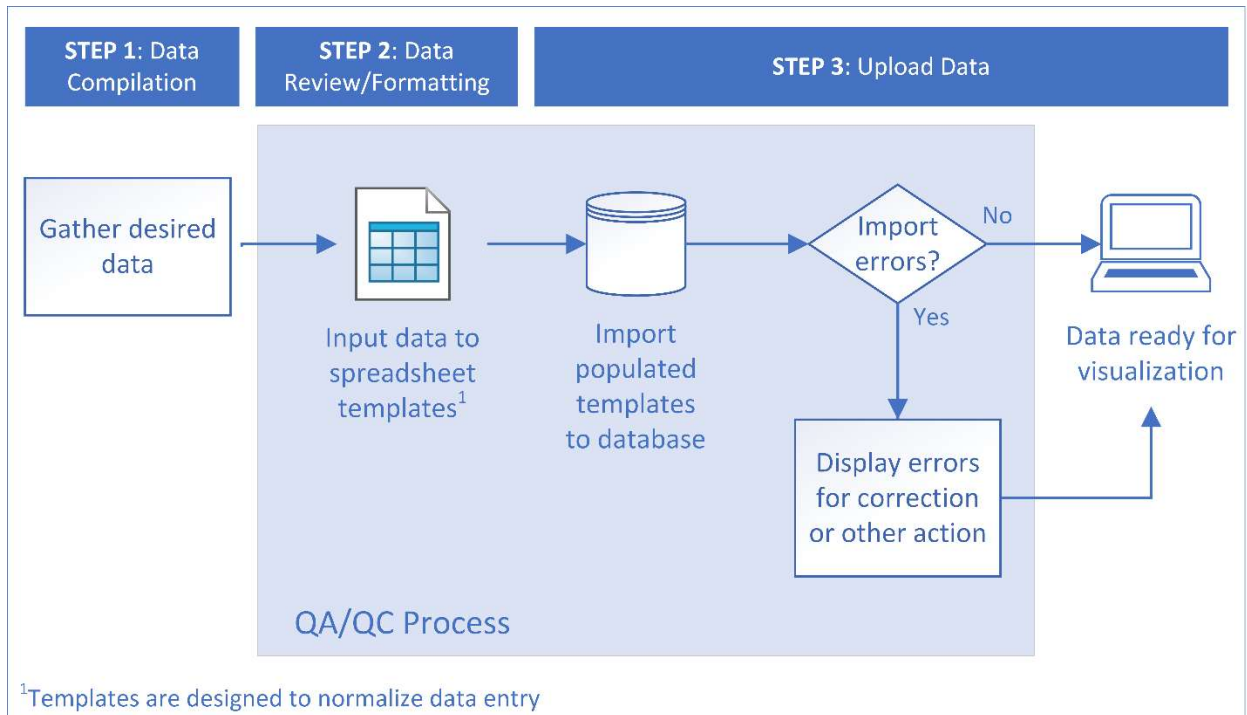 STEP 1: Data
Compilation
STEP 2: Data
Review/Formatting
STEP 3: Upload Data
Gather desired
data
Input data to
spreadsheet
templates¹
Import
populated
templates
to database
Import
errors?
No
Yes
Data ready for
visualization
Display errors
for correction
or other action
QA/QC Process
¹Templates are designed to normalize data entry